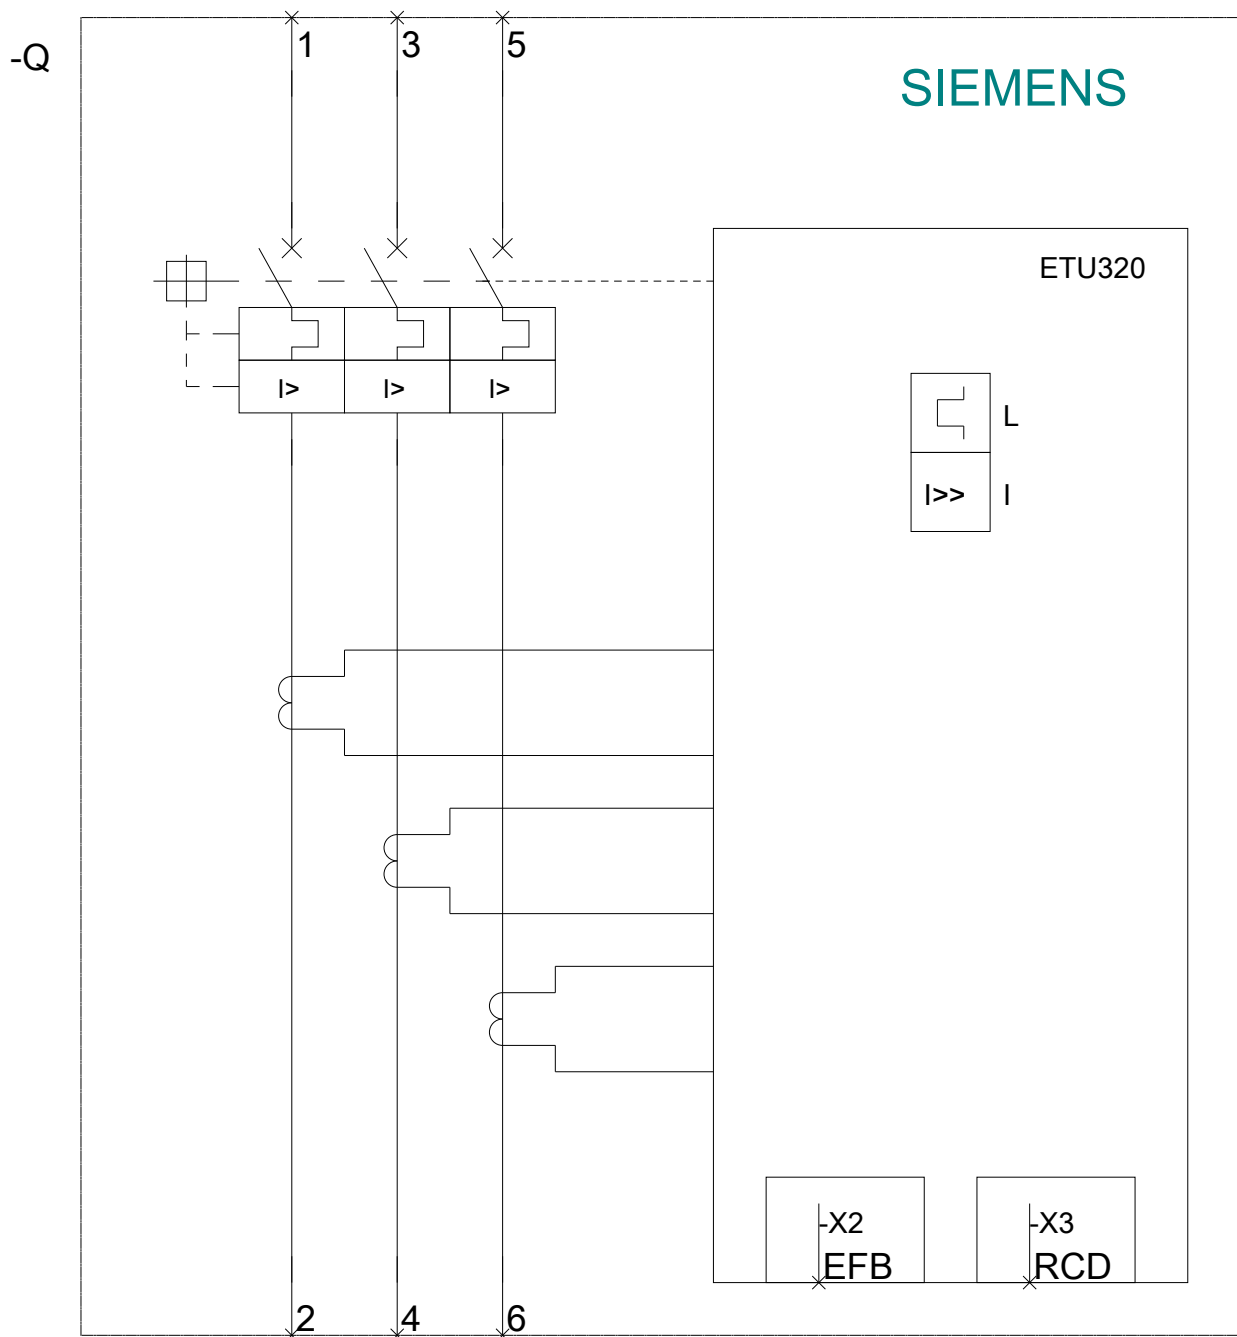 -Q
1 3 5
SIEMENS
ETU320
I> I> I>
L
I>> I
-X2 -X3
EFB RCD
2 4 6